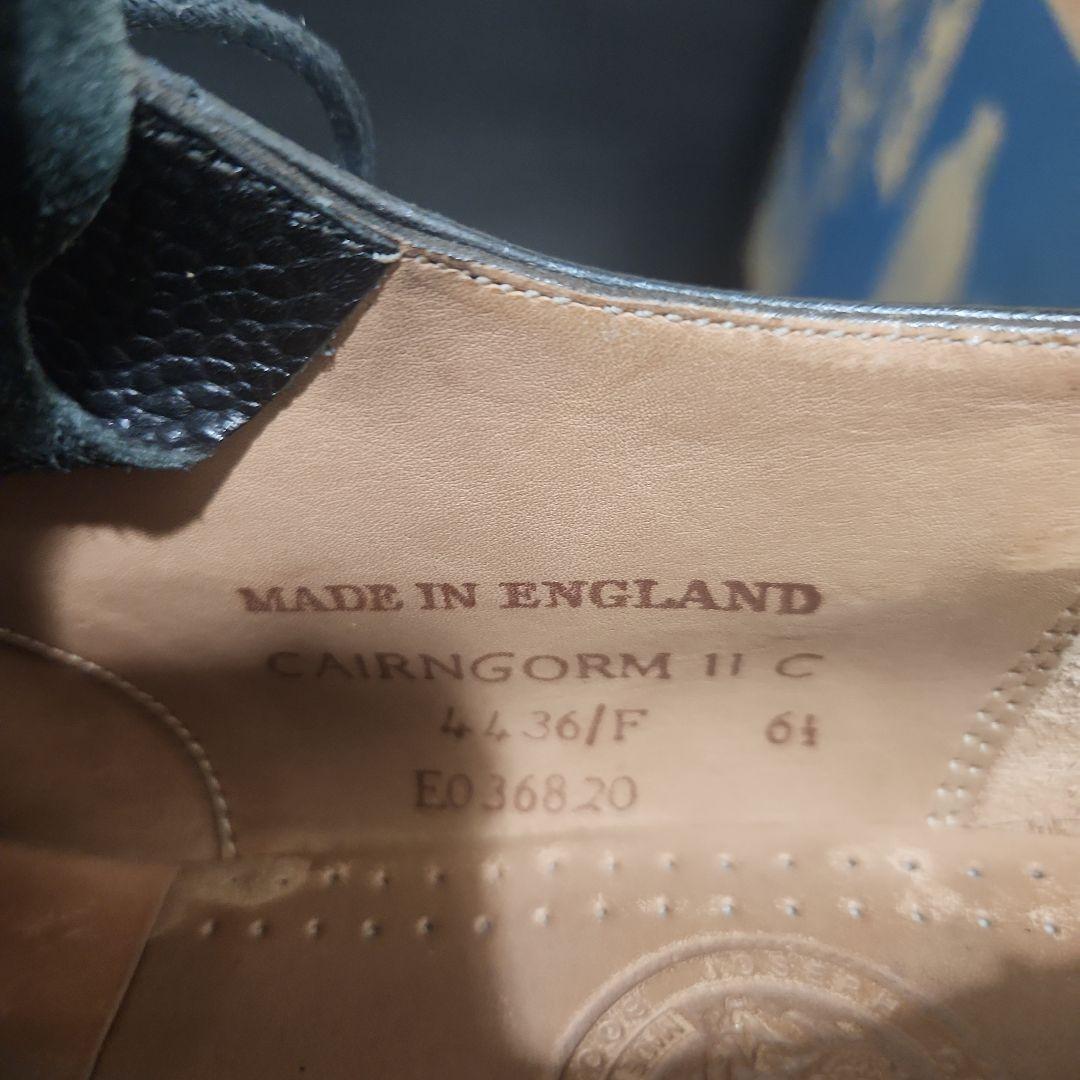 MADE IN ENGLAND
CAIRNGORM II C
4436/F 6½
E036820